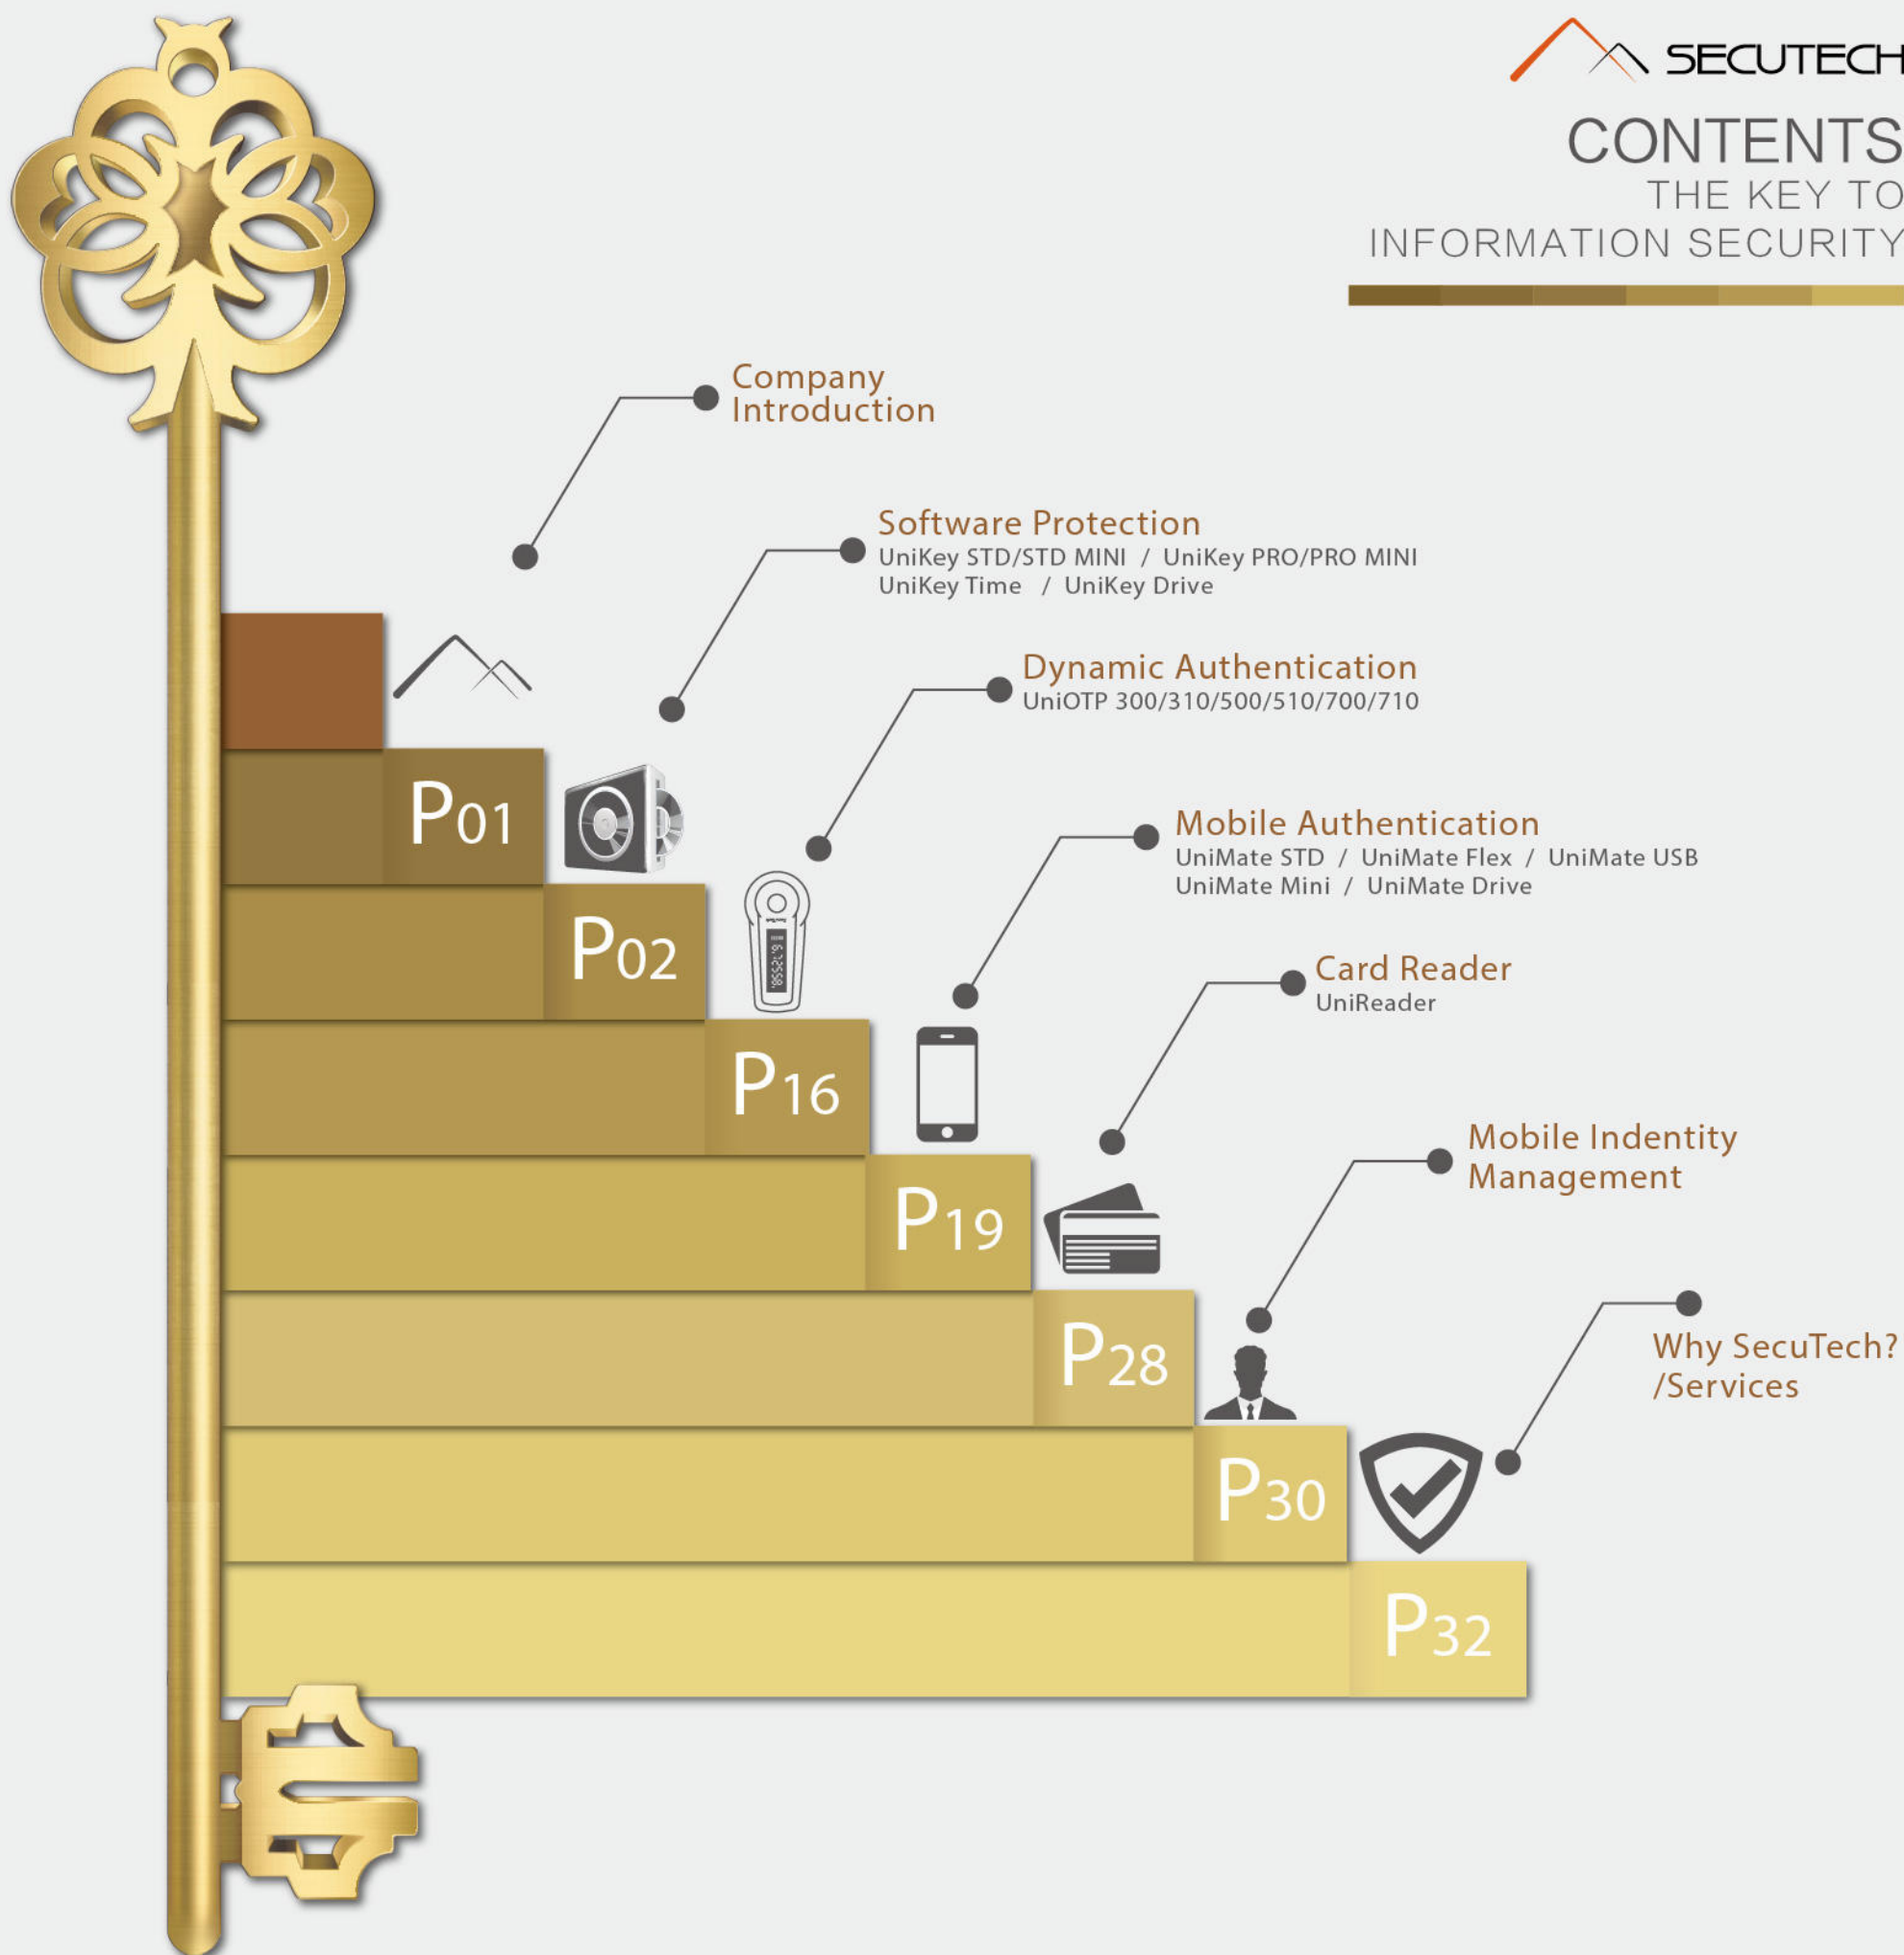 SECUTECH
CONTENTS
THE KEY TO
INFORMATION SECURITY
Company
Introduction
Software Protection
UniKey STD/STD MINI / UniKey PRO/PRO MINI
UniKey Time / UniKey Drive
Dynamic Authentication
UniOTP 300/310/500/510/700/710
P01
Mobile Authentication
UniMate STD / UniMate Flex / UniMate USB
UniMate Mini / UniMate Drive
P02
Card Reader
UniReader
P16
Mobile Indentity
Management
P19
P28
Why SecuTech?
/Services
P30
P32